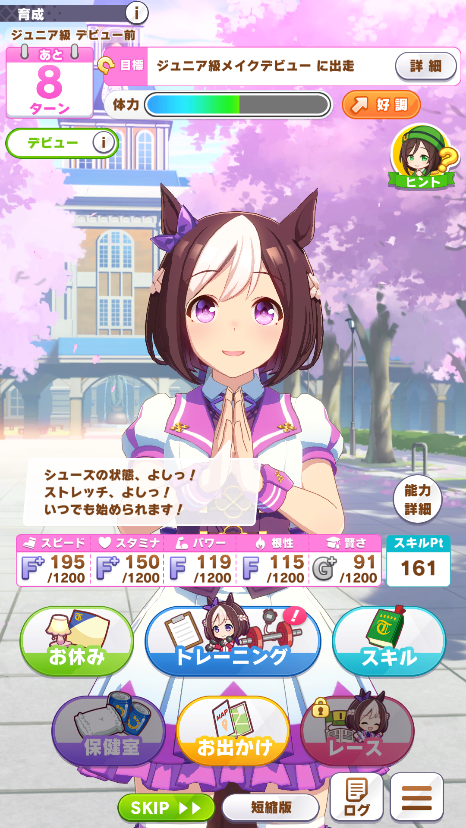 育成
i
ジュニア級 デビュー前
あと
8
ターン
目標
ジュニア級メイクデビュー に出走
詳細
体力
好調
デビュー
i
ヒント
シューズの状態、よしっ！
ストレッチ、よしっ！
いつでも始められます！
能力
詳細
スピード スタミナ パワー 根性 賢さ スキルPt
F+ 195 F+ 150 F 119 F 115 G+ 91 161
/1200 /1200 /1200 /1200 /1200
お休み
トレーニング
スキル
保健室
お出かけ
レース
SKIP
短縮版
ログ